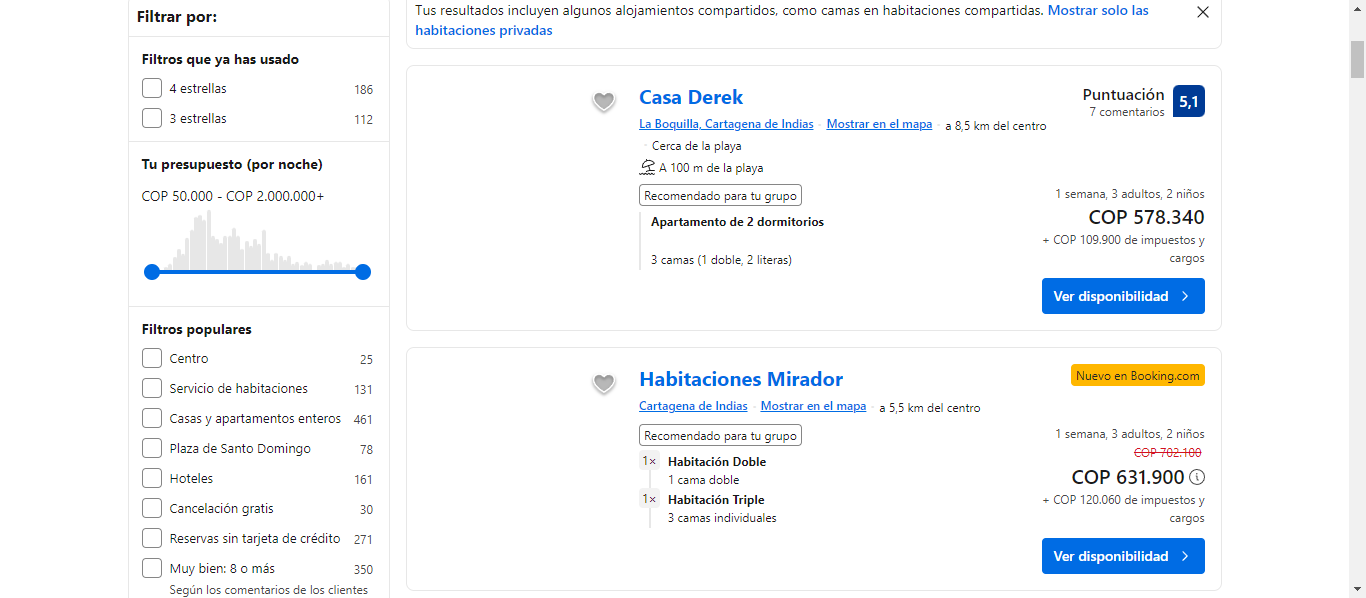 Filtrar por:
Filtros que ya has usado
4 estrellas 186
3 estrellas 112
Tu presupuesto (por noche)
COP 50.000 - COP 2.000.000+
Filtros populares
Centro 25
Servicio de habitaciones 131
Casas y apartamentos enteros 461
Plaza de Santo Domingo 78
Hoteles 161
Cancelación gratis 30
Reservas sin tarjeta de crédito 271
Muy bien: 8 o más 350
Según los comentarios de los clientes
Tus resultados incluyen algunos alojamientos compartidos, como camas en habitaciones compartidas. Mostrar solo las
habitaciones privadas
Casa Derek
La Boquilla, Cartagena de Indias · Mostrar en el mapa · a 8,5 km del centro
· Cerca de la playa
A 100 m de la playa
Recomendado para tu grupo
Apartamento de 2 dormitorios
3 camas (1 doble, 2 literas)
Puntuación 5,1
7 comentarios
1 semana, 3 adultos, 2 niños
COP 578.340
+ COP 109.900 de impuestos y
cargos
Ver disponibilidad
Habitaciones Mirador
Cartagena de Indias · Mostrar en el mapa · a 5,5 km del centro
Recomendado para tu grupo
1× Habitación Doble
1 cama doble
1× Habitación Triple
3 camas individuales
Nuevo en Booking.com
1 semana, 3 adultos, 2 niños
COP 702.100
COP 631.900
+ COP 120.060 de impuestos y
cargos
Ver disponibilidad